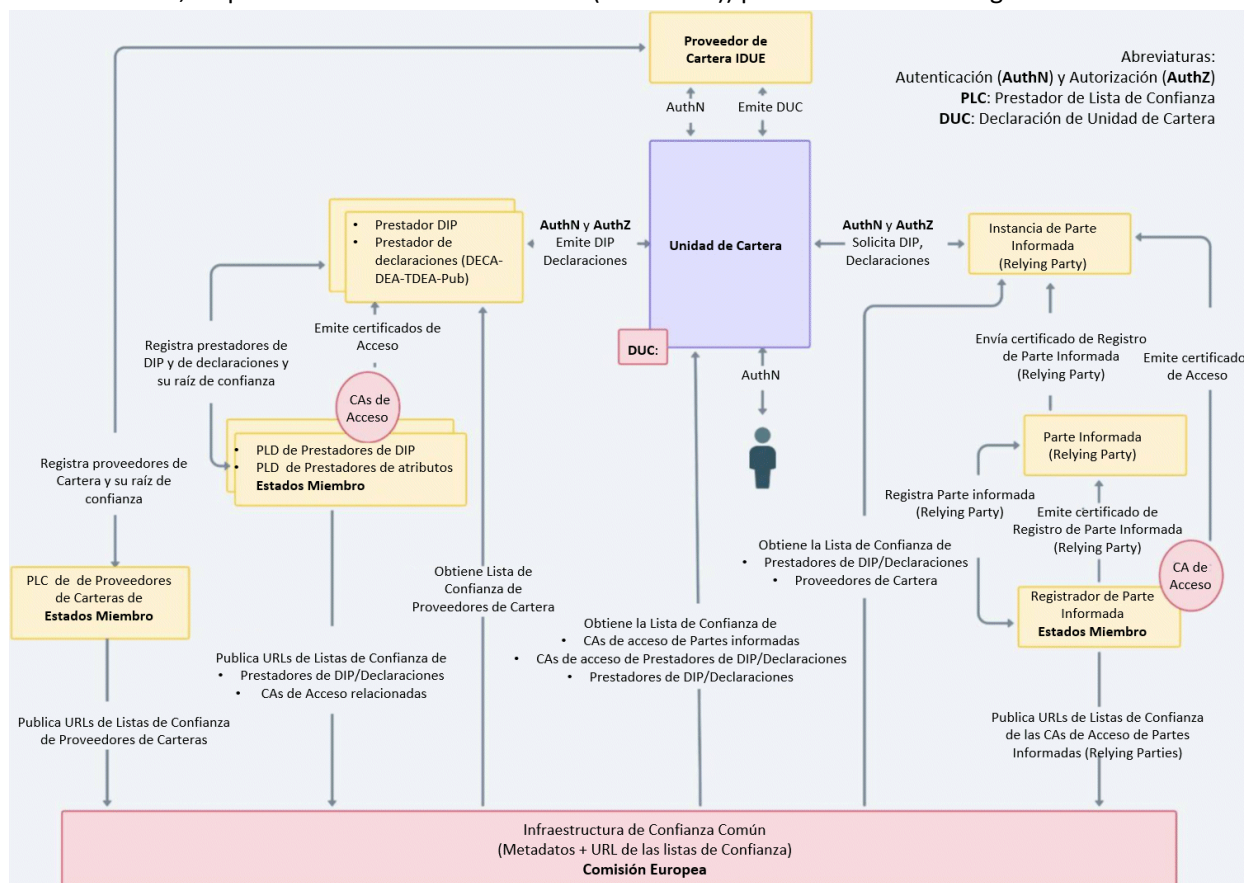 Proveedor de
Cartera IDUE
Abreviaturas:
Autenticación (AuthN) y Autorización (AuthZ)
PLC: Prestador de Lista de Confianza
DUC: Declaración de Unidad de Cartera
AuthN
Emite DUC
• Prestador DIP
• Prestador de
declaraciones (DECA-
DEA-TDEA-Pub)
AuthN y AuthZ
Emite DIP
Declaraciones
Unidad de Cartera
AuthN y AuthZ
Solicita DIP,
Declaraciones
Instancia de Parte
Informada
(Relying Party)
Registra prestadores de
DIP y de declaraciones y
su raíz de confianza
Emite certificados de
Acceso
DUC:
AuthN
Envía certificado de Registro
de Parte Informada
(Relying Party)
Emite certificado
de Acceso
CAs de
Acceso
• PLD de Prestadores de DIP
• PLD de Prestadores de atributos
Estados Miembro
Parte Informada
(Relying Party)
Registra proveedores de
Cartera y su raíz de
confianza
Registra Parte informada
(Relying Party)
Emite certificado de
Registro de Parte Informada
(Relying Party)
PLC de de Proveedores
de Carteras de
Estados Miembro
Obtiene Lista de
Confianza de
Proveedores de Cartera
Obtiene la Lista de Confianza de
• Prestadores de DIP/Declaraciones
• Proveedores de Cartera
CA de
Acceso
Registrador de Parte
Informada
Estados Miembro
Obtiene la Lista de Confianza de
• CAs de acceso de Partes informadas
• CAs de acceso de Prestadores de DIP/Declaraciones
• Prestadores de DIP/Declaraciones
Publica URLs de Listas de Confianza de
• Prestadores de DIP/Declaraciones
• CAs de Acceso relacionadas
Publica URLs de Listas de Confianza
de Proveedores de Carteras
Publica URLs de Listas de Confianza
de las CAs de Acceso de Partes
Informadas (Relying Parties)
Infraestructura de Confianza Común
(Metadatos + URL de las listas de Confianza)
Comisión Europea